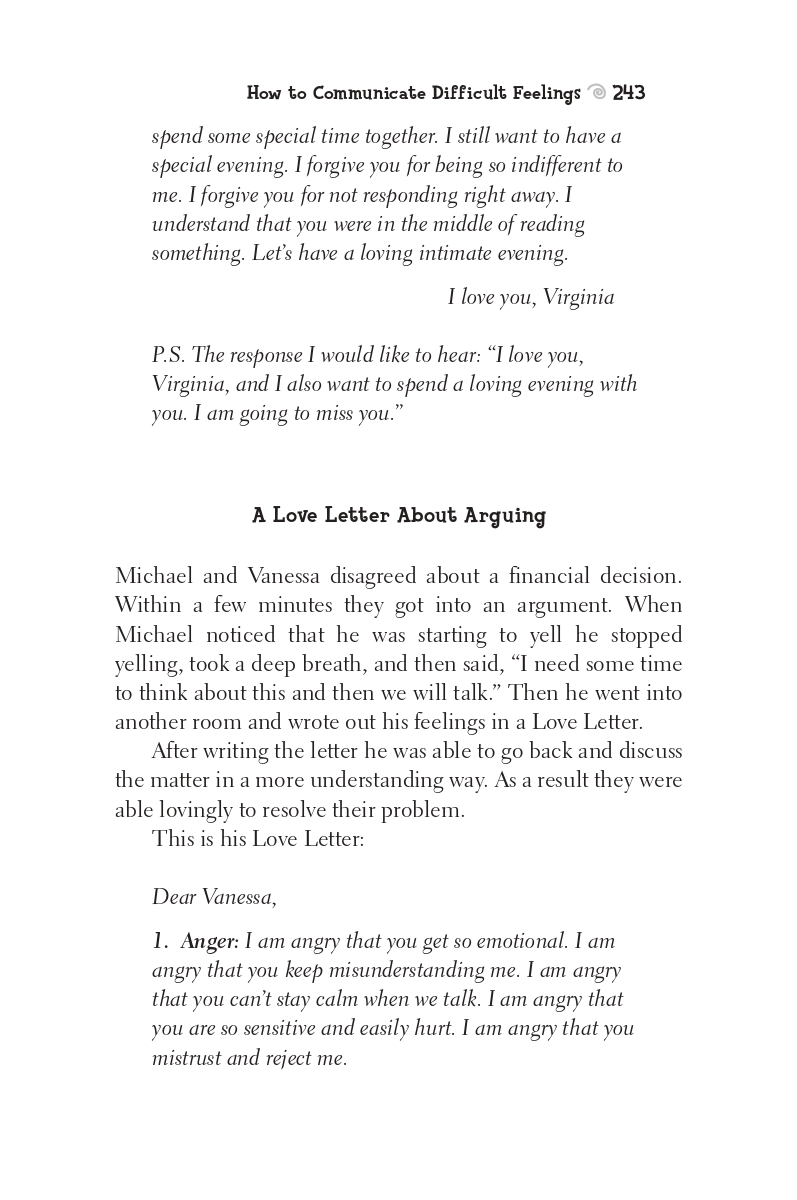 How to Communicate Difficult Feelings 243
spend some special time together. I still want to have a
special evening. I forgive you for being so indifferent to
me. I forgive you for not responding right away. I
understand that you were in the middle of reading
something. Let’s have a loving intimate evening.
I love you, Virginia
P.S. The response I would like to hear: “I love you,
Virginia, and I also want to spend a loving evening with
you. I am going to miss you.”
A Love Letter About Arguing
Michael and Vanessa disagreed about a financial decision.
Within a few minutes they got into an argument. When
Michael noticed that he was starting to yell he stopped
yelling, took a deep breath, and then said, “I need some time
to think about this and then we will talk.” Then he went into
another room and wrote out his feelings in a Love Letter.
After writing the letter he was able to go back and discuss
the matter in a more understanding way. As a result they were
able lovingly to resolve their problem.
This is his Love Letter:
Dear Vanessa,
1. Anger: I am angry that you get so emotional. I am
angry that you keep misunderstanding me. I am angry
that you can’t stay calm when we talk. I am angry that
you are so sensitive and easily hurt. I am angry that you
mistrust and reject me.